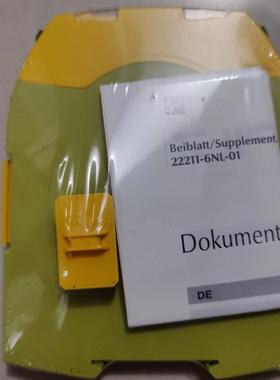 Beiblatt/Supplement
22211-6NL-01
Dokument
DE